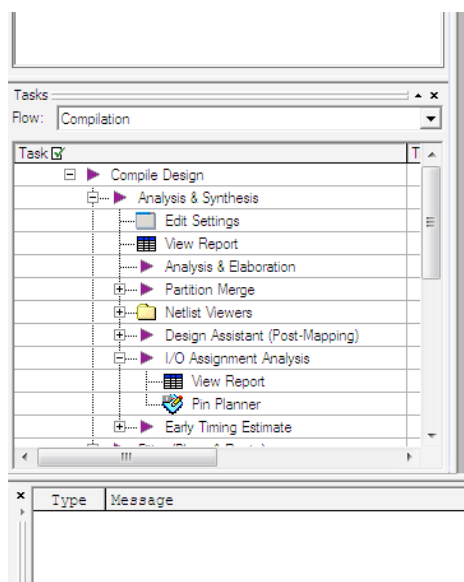 Tasks
Flow: Compilation
Task T
Compile Design
Analysis & Synthesis
Edit Settings
View Report
Analysis & Elaboration
Partition Merge
Netlist Viewers
Design Assistant (Post-Mapping)
I/O Assignment Analysis
View Report
Pin Planner
Early Timing Estimate
Type Message